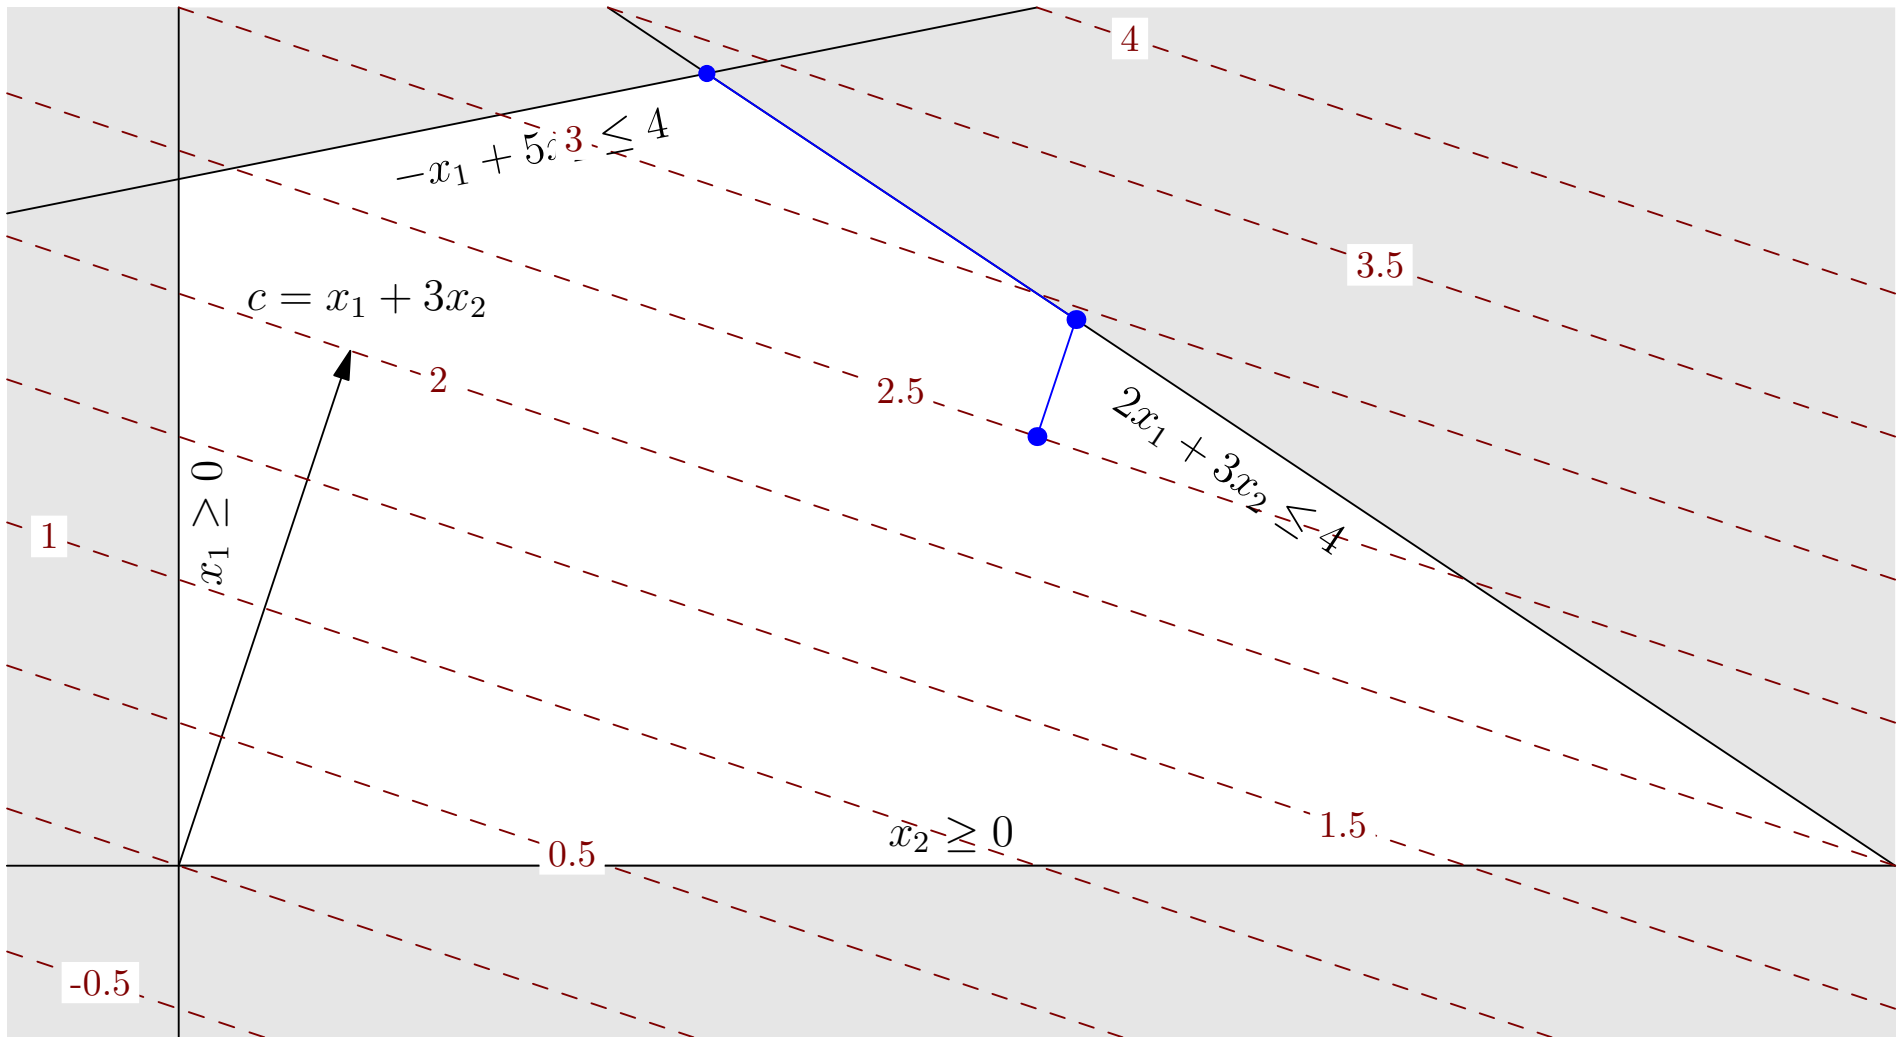 4
-x₁ + 5x ≤ 4
3
3.5
c = x₁ + 3x₂
2
2.5
2x₁ + 3x₂ ≤ 4
x₁ ≥ 0
1
x₂ ≥ 0
1.5
0.5
-0.5